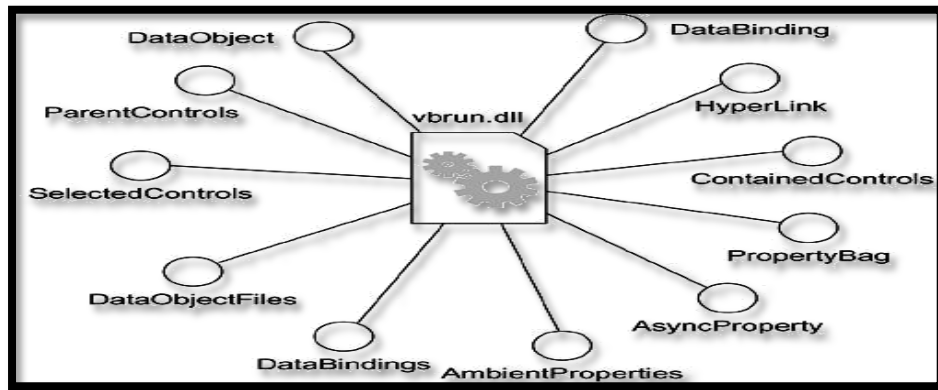 DataObject
DataBinding
ParentControls
HyperLink
vbrun.dll
SelectedControls
ContainedControls
PropertyBag
DataObjectFiles
AsyncProperty
DataBindings
AmbientProperties